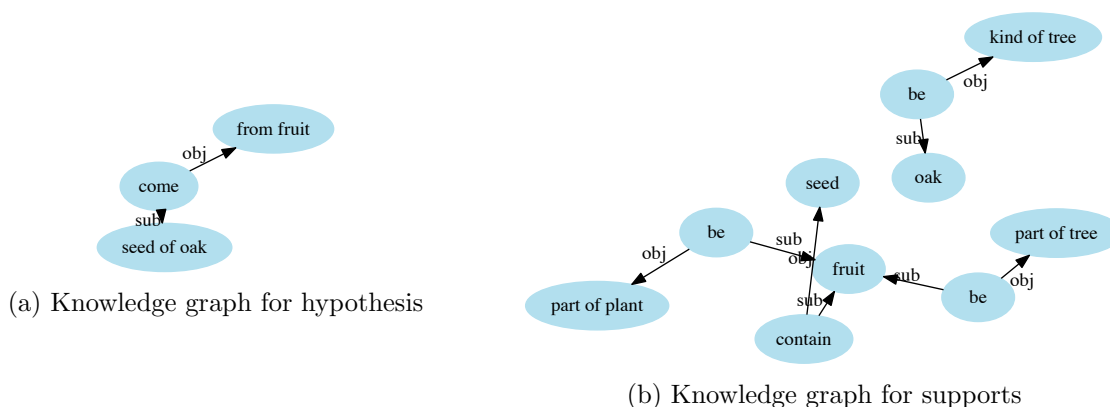 from fruit
obj
come
sub
seed of oak
(a) Knowledge graph for hypothesis
kind of tree
be
obj
sub
oak
seed
be
sub
obj
obj
fruit
part of tree
sub
be
obj
part of plant
sub
contain
(b) Knowledge graph for supports